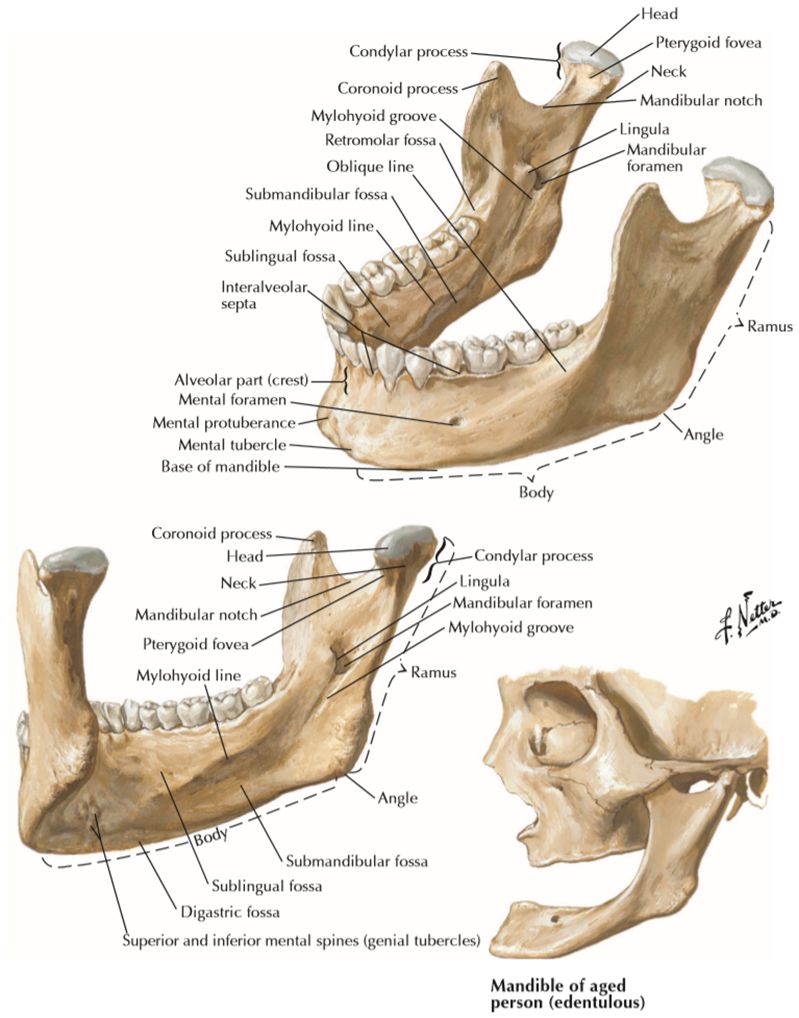 Head
Condylar process
Pterygoid fovea
Neck
Coronoid process
Mandibular notch
Mylohyoid groove
Lingula
Retromolar fossa
Mandibular
foramen
Oblique line
Submandibular fossa
Mylohyoid line
Sublingual fossa
Interalveolar
septa
Ramus
Alveolar part (crest)
Mental foramen
Mental protuberance
Angle
Mental tubercle
Base of mandible
Body
Coronoid process
Head
Condylar process
Neck
Lingula
Mandibular foramen
Mandibular notch
Mylohyoid groove
Pterygoid fovea
Ramus
Mylohyoid line
Angle
Body
Submandibular fossa
Sublingual fossa
Digastric fossa
Superior and inferior mental spines (genial tubercles)
F. Netter
M.D.
Mandible of aged
person (edentulous)